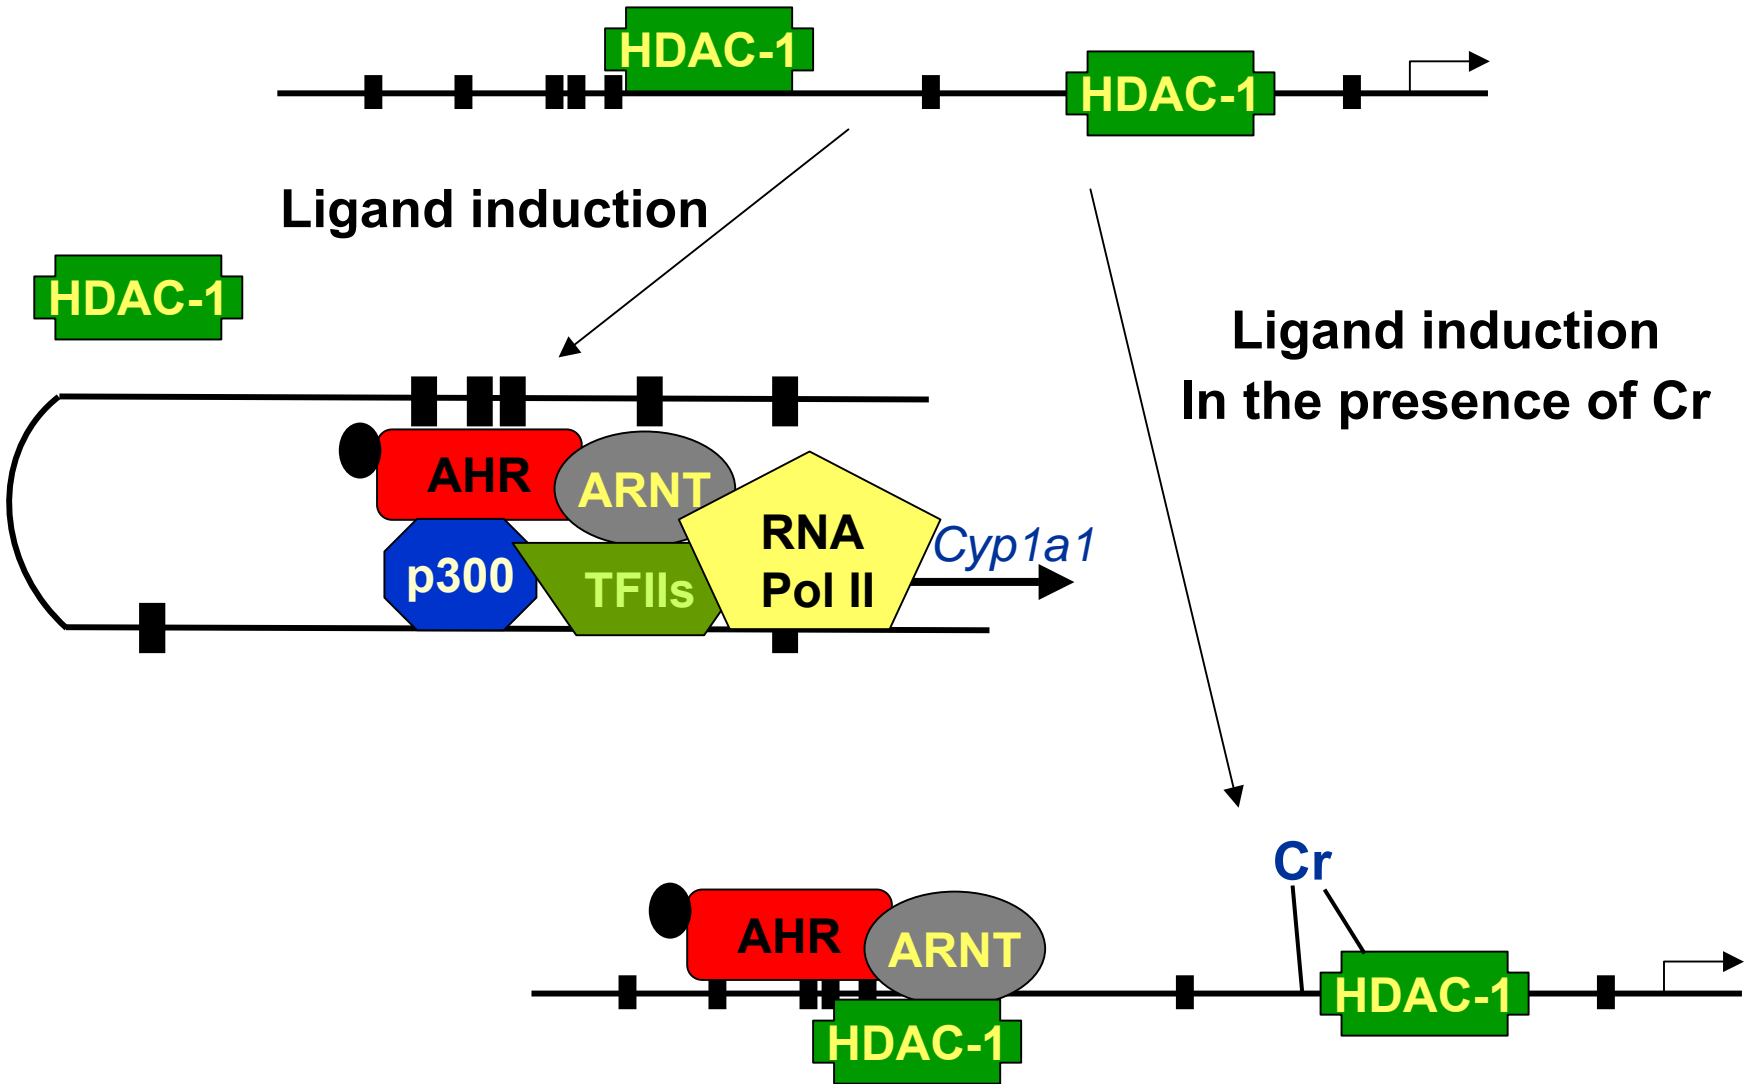 HDAC-1
HDAC-1
Ligand induction
HDAC-1
Ligand induction
In the presence of Cr
AHR
ARNT
RNA
Pol II
Cyp1a1
p300
TFIIs
Cr
AHR
ARNT
HDAC-1
HDAC-1